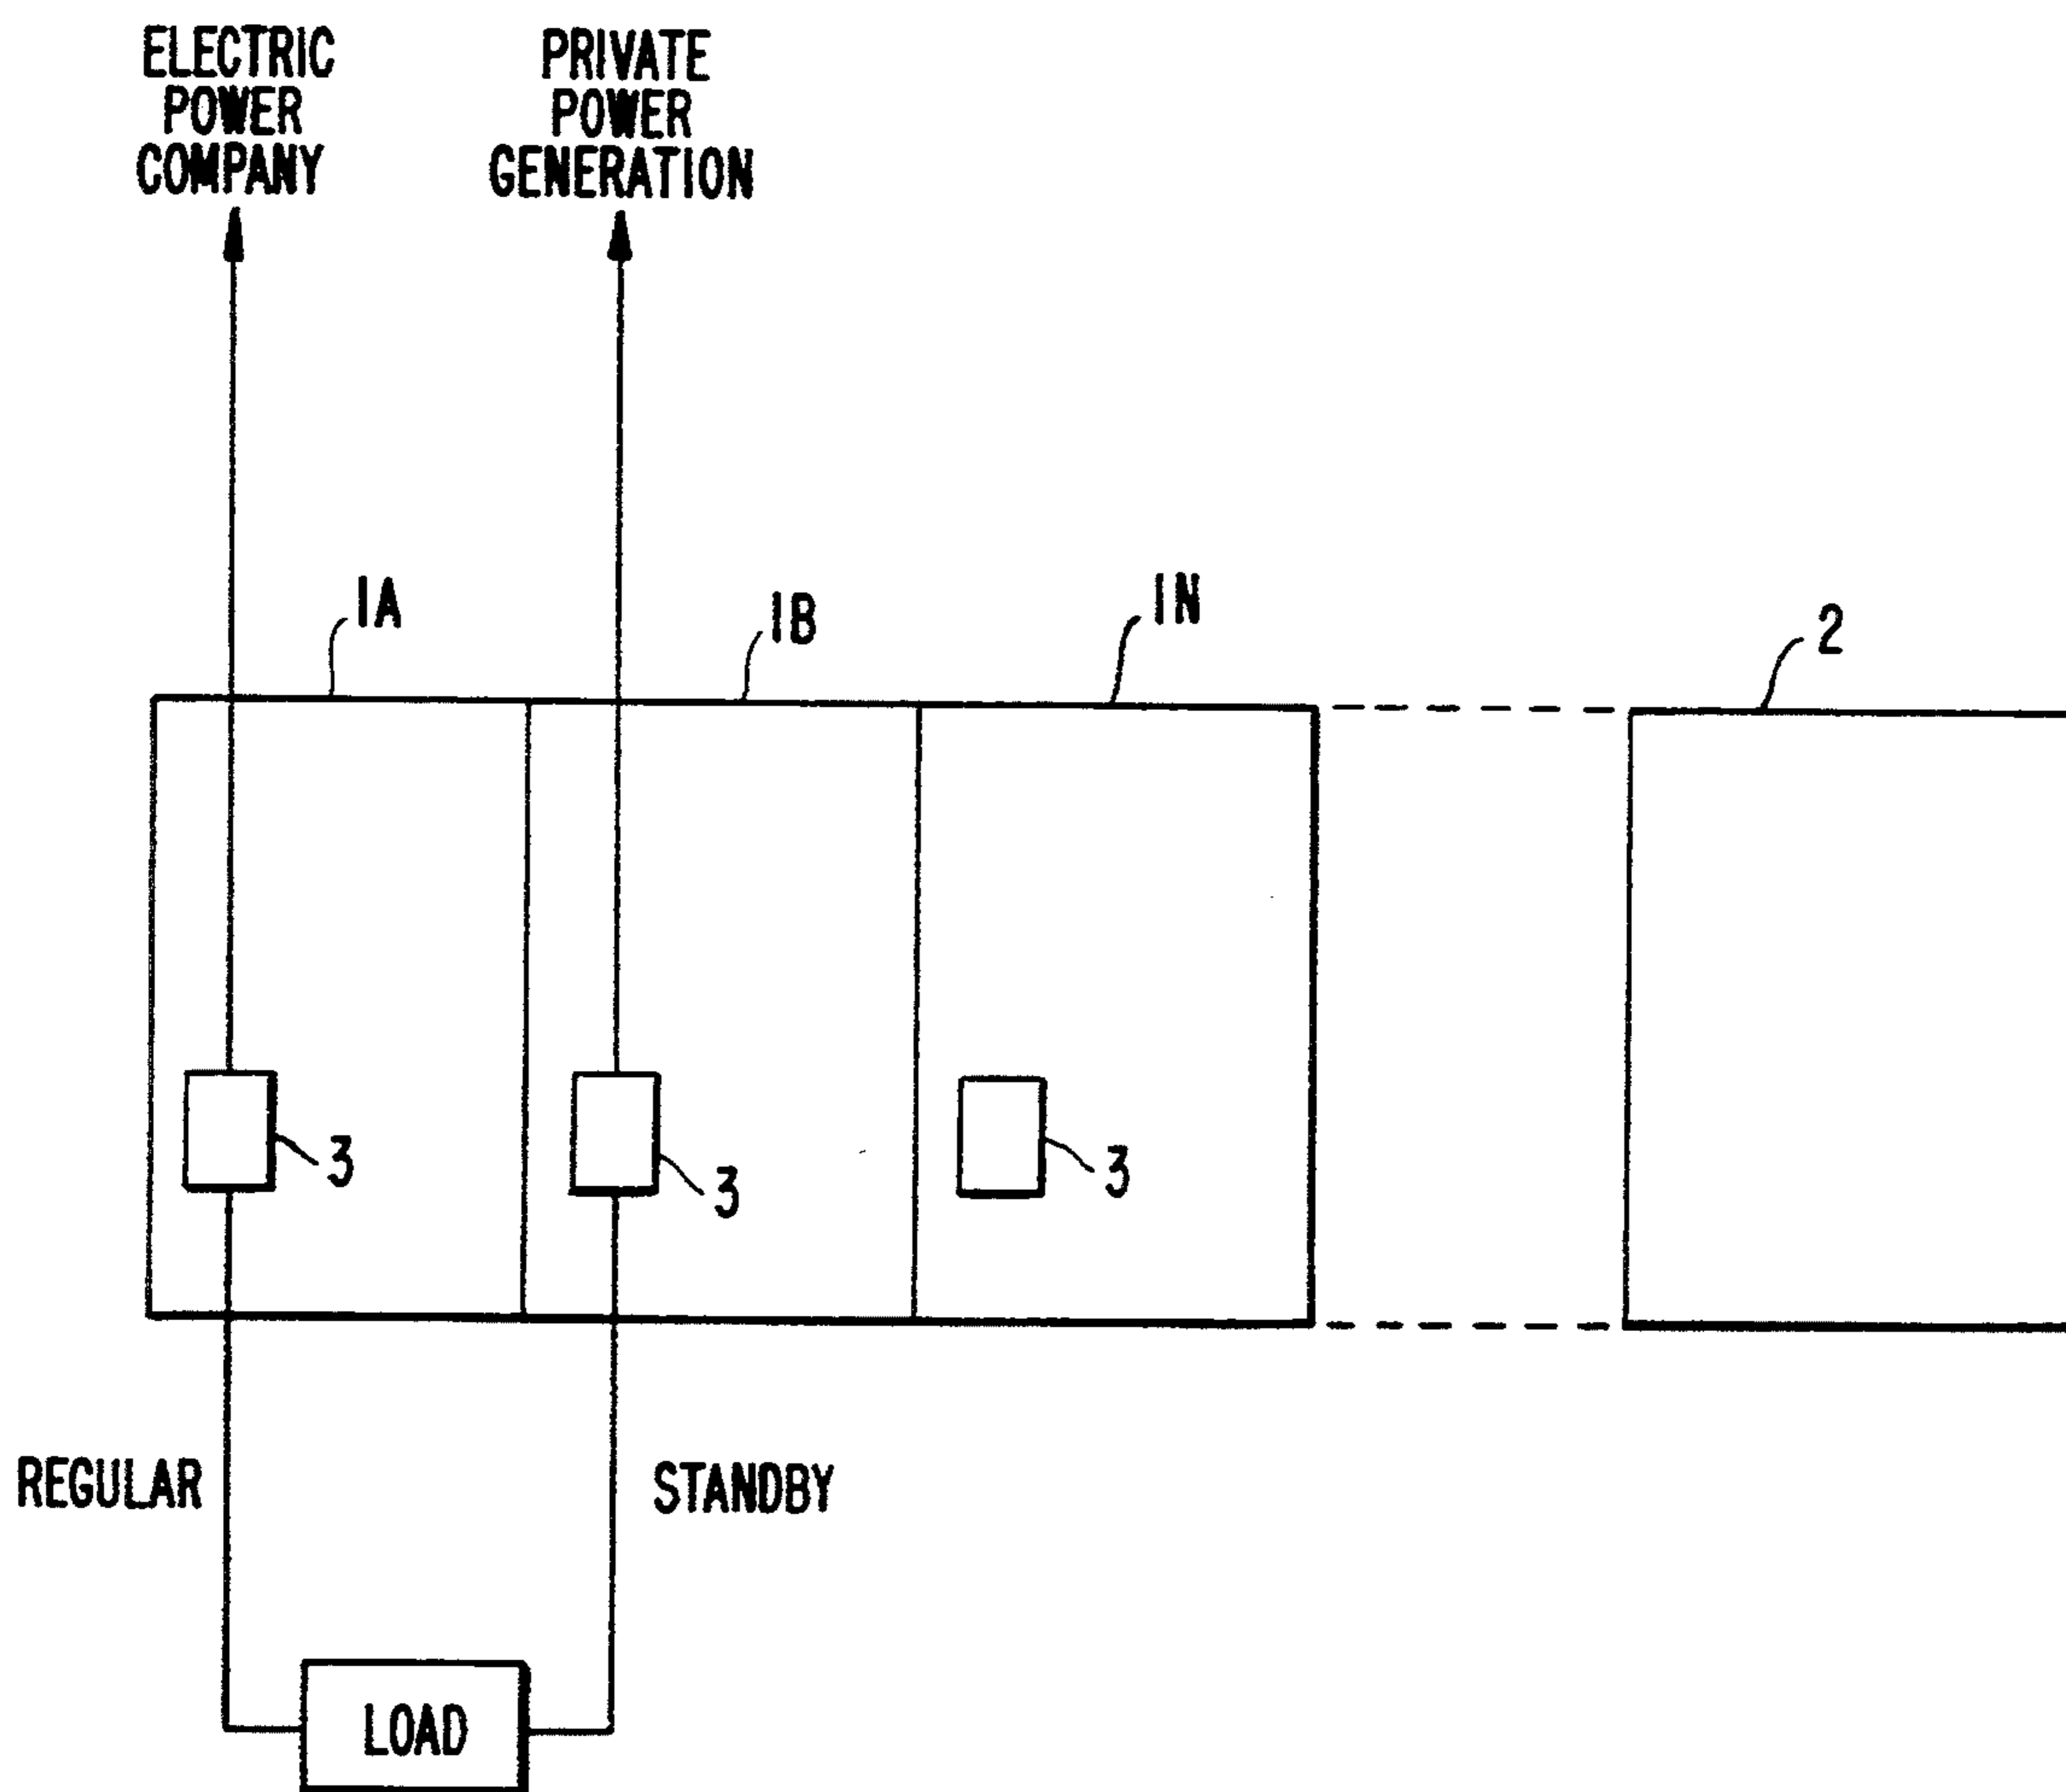 ELECTRIC
POWER
COMPANY
PRIVATE
POWER
GENERATION
1A
1B
1N
2
3
3
3
REGULAR
STANDBY
LOAD